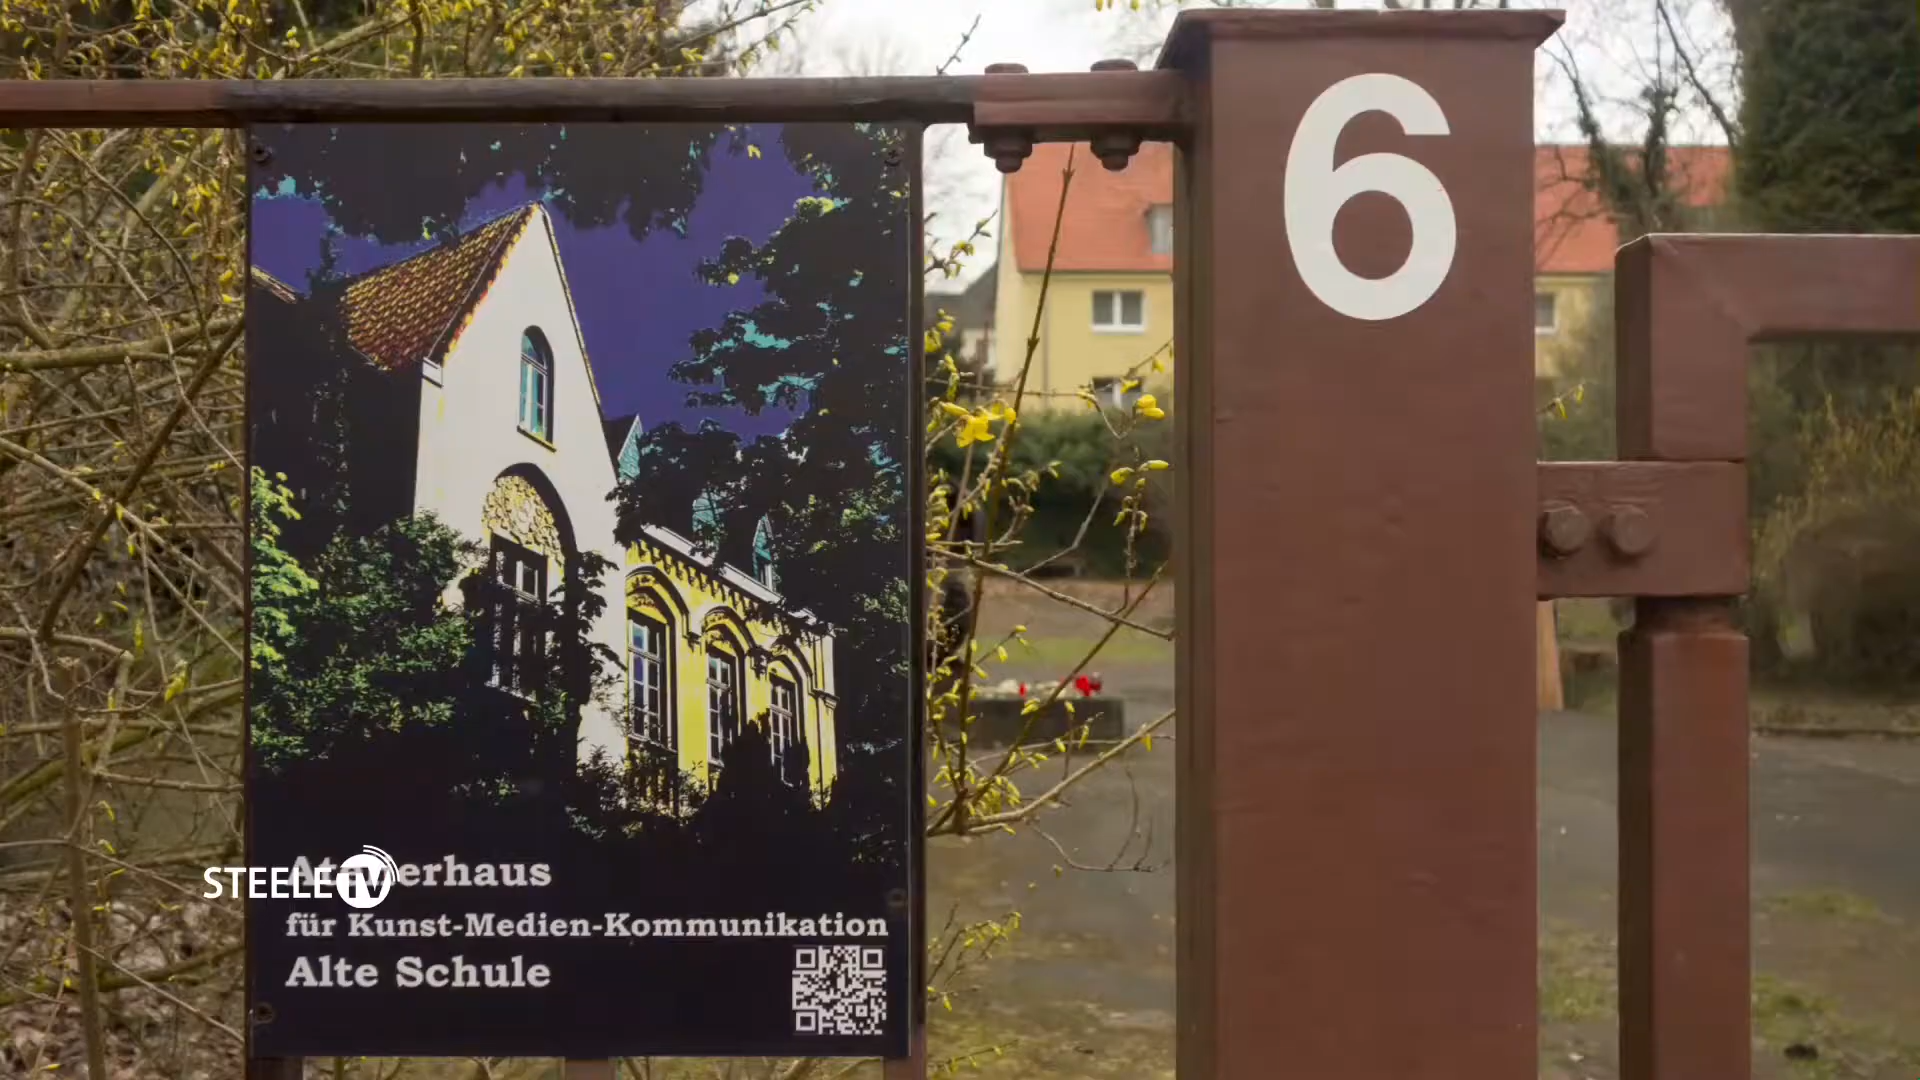 6
STEELE TV
für Kunst-Medien-Kommunikation
Alte Schule